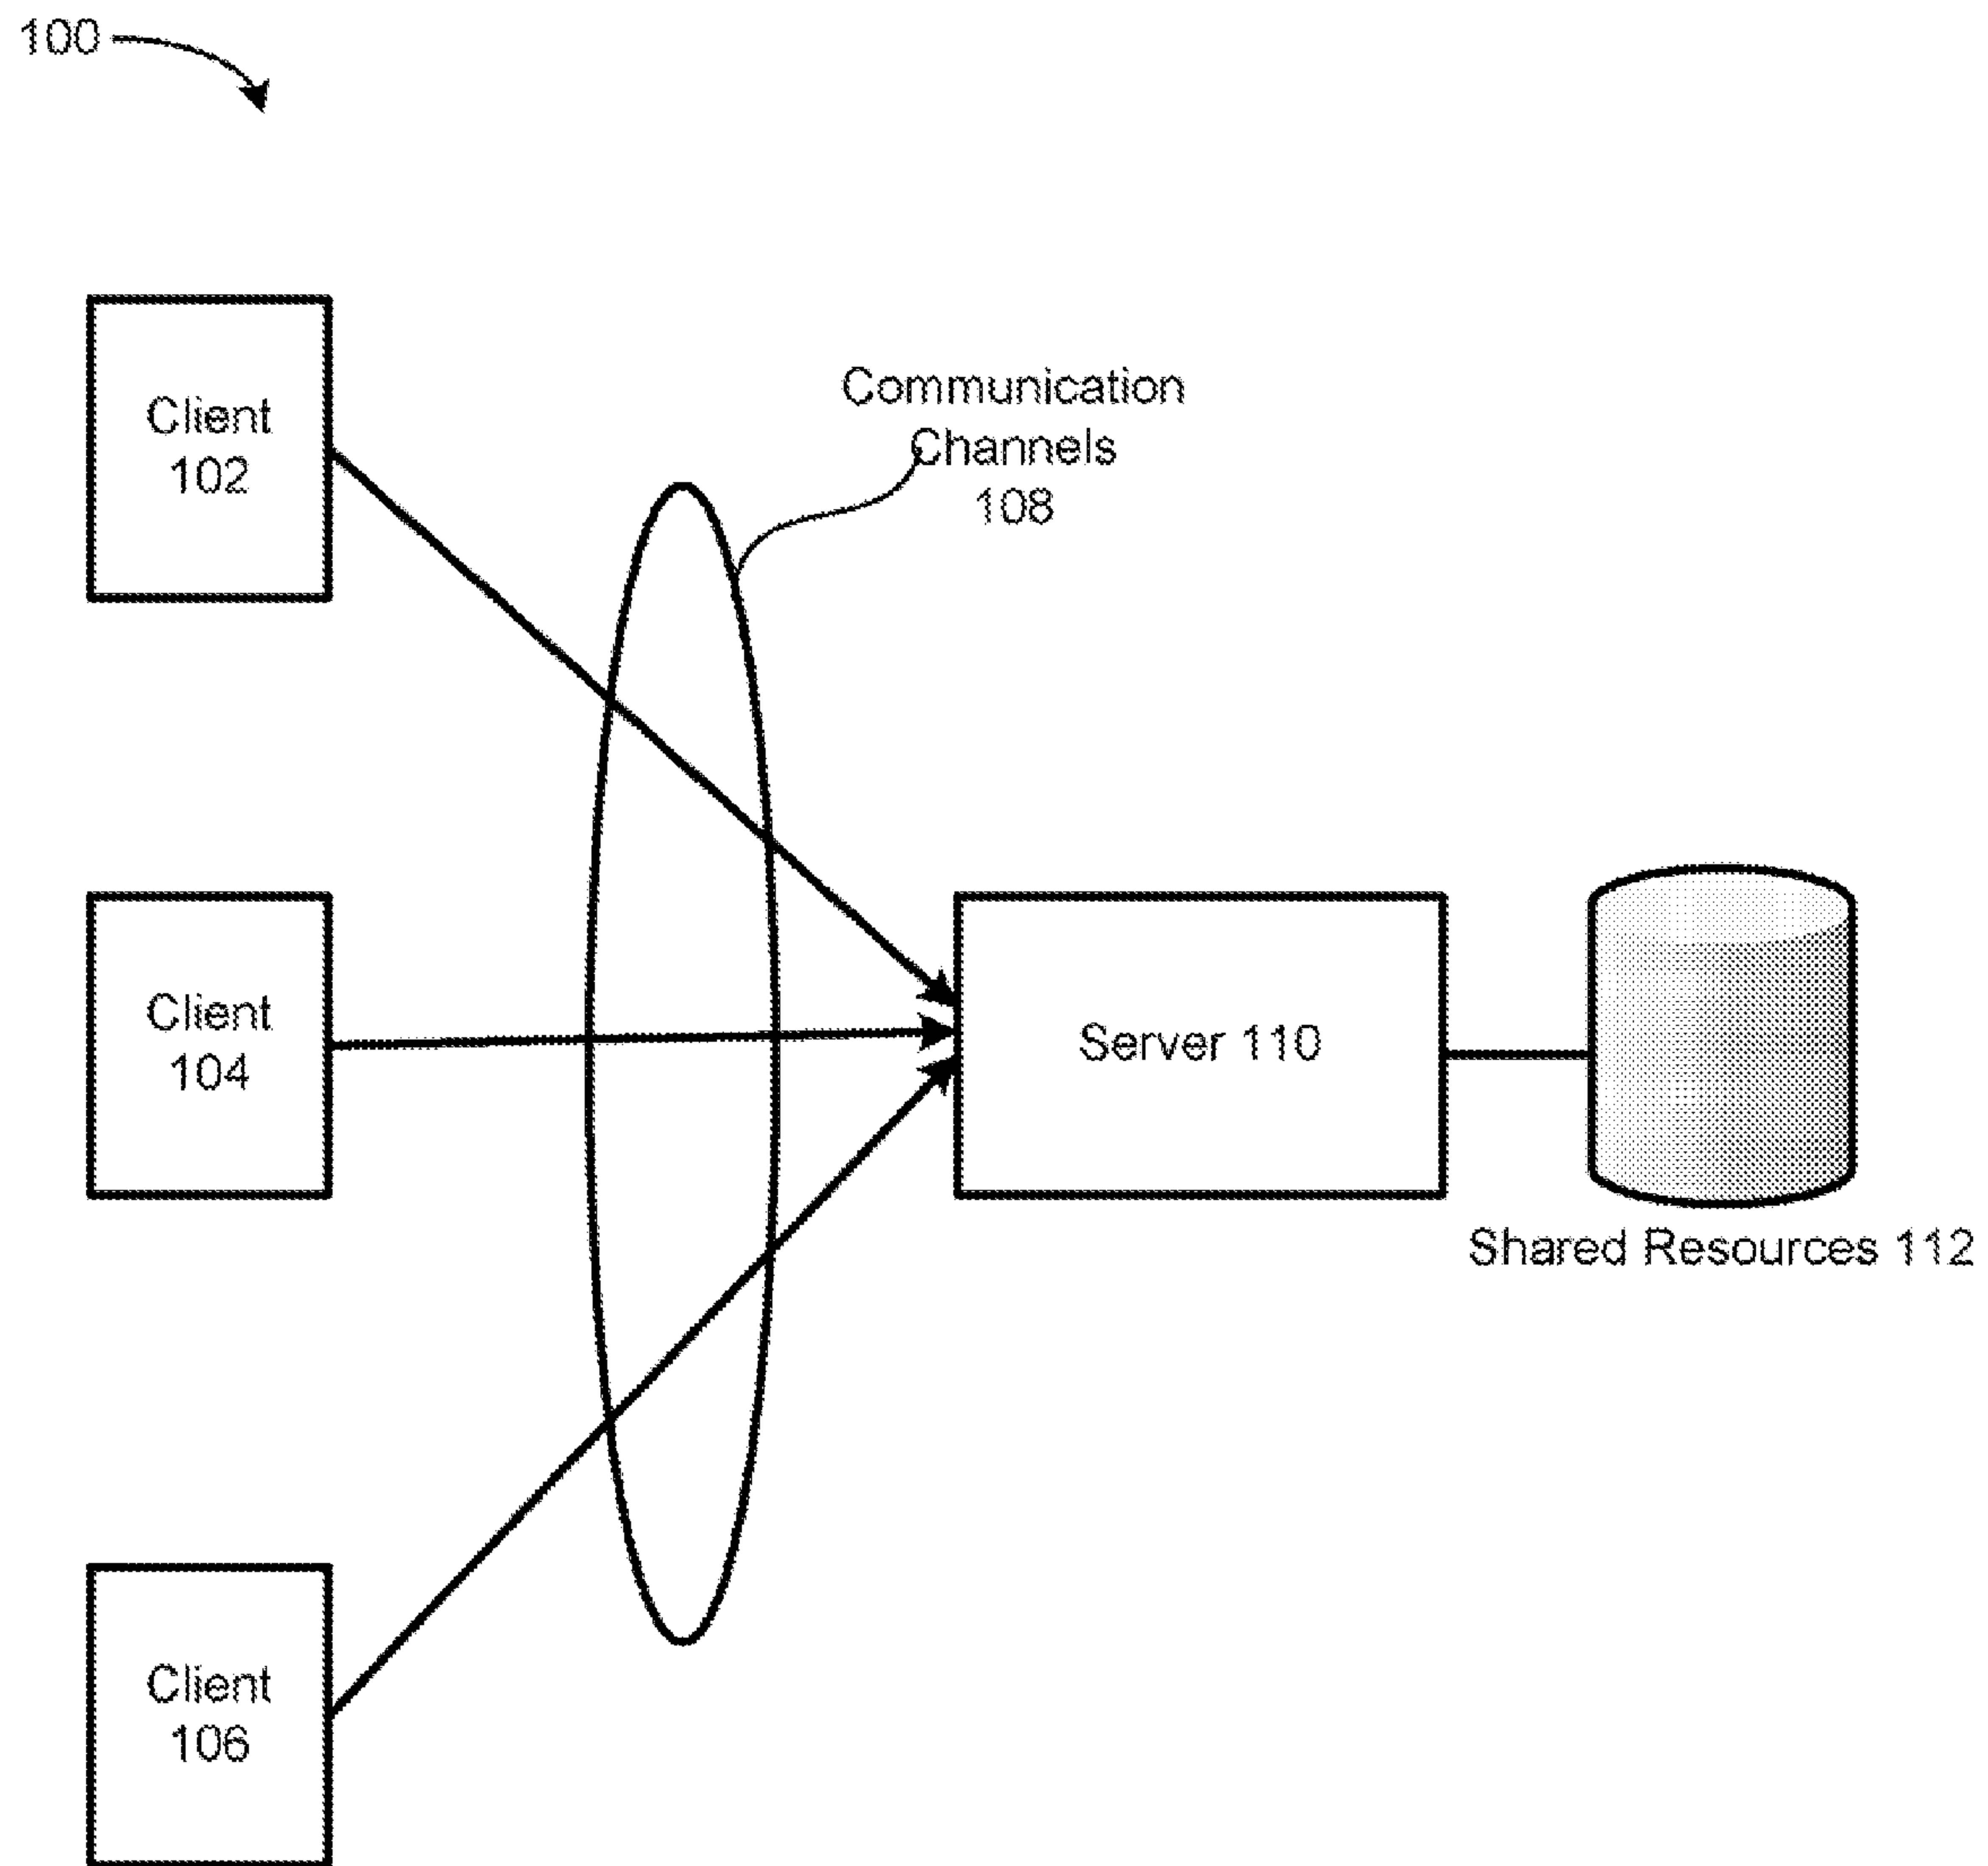 100
Client
102
Communication
Channels
108
Client
104
Server 110
Shared Resources 112
Client
106